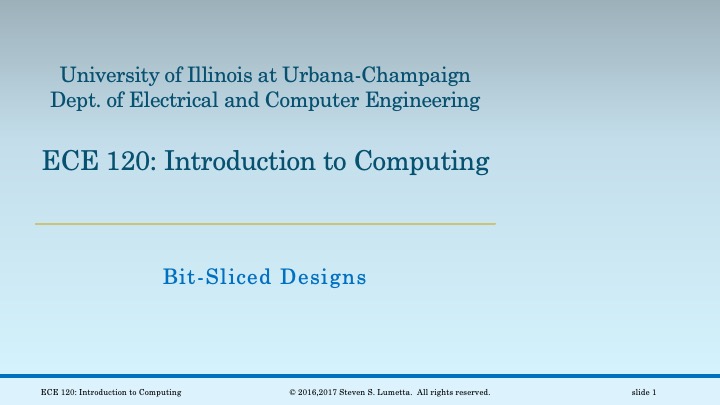 University of Illinois at Urbana-Champaign
Dept. of Electrical and Computer Engineering
ECE 120: Introduction to Computing
Bit-Sliced Designs
ECE 120: Introduction to Computing
© 2016,2017 Steven S. Lumetta. All rights reserved.
slide 1